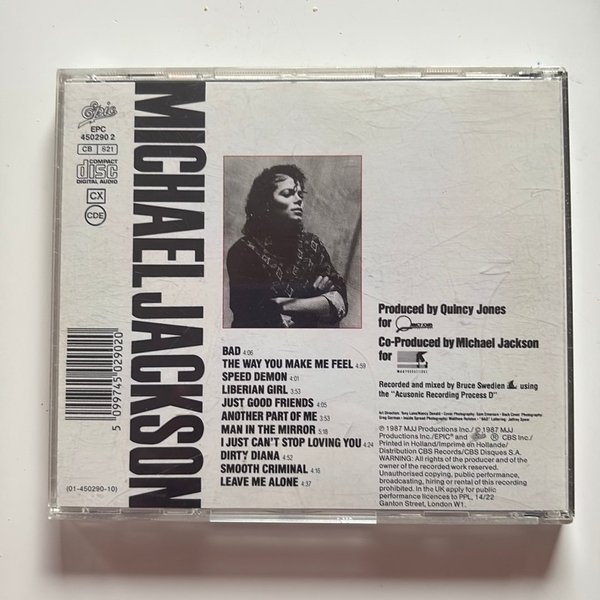 Epic
EPC
450290 2
CB 821
COMPACT
disc
DIGITAL AUDIO
CX
CDE
5 099745 029020
(01-450290-10)
MICHAEL JACKSON
BAD 4:06
THE WAY YOU MAKE ME FEEL 4:59
SPEED DEMON 4:01
LIBERIAN GIRL 3:53
JUST GOOD FRIENDS 4:05
ANOTHER PART OF ME 3:53
MAN IN THE MIRROR 5:18
I JUST CAN'T STOP LOVING YOU 4:24
DIRTY DIANA 4:52
SMOOTH CRIMINAL 4:16
LEAVE ME ALONE 4:37
Produced by Quincy Jones
for
Co-Produced by Michael Jackson
for
Recorded and mixed by Bruce Swedien using
the "Acusonic Recording Process D"
℗ 1987 MJJ Productions Inc./ © 1987 MJJ
Productions Inc./EPIC® and Epic ® CBS Inc./
Printed in Holland/Imprimé en Hollande/
Distribution CBS Records/CBS Disques S.A.
WARNING: All rights of the producer and of the
owner of the recorded work reserved.
Unauthorised copying, public performance,
broadcasting, hiring or rental of this recording
prohibited. In the UK apply for public
performance licences to PPL, 14/22
Ganton Street, London W1.